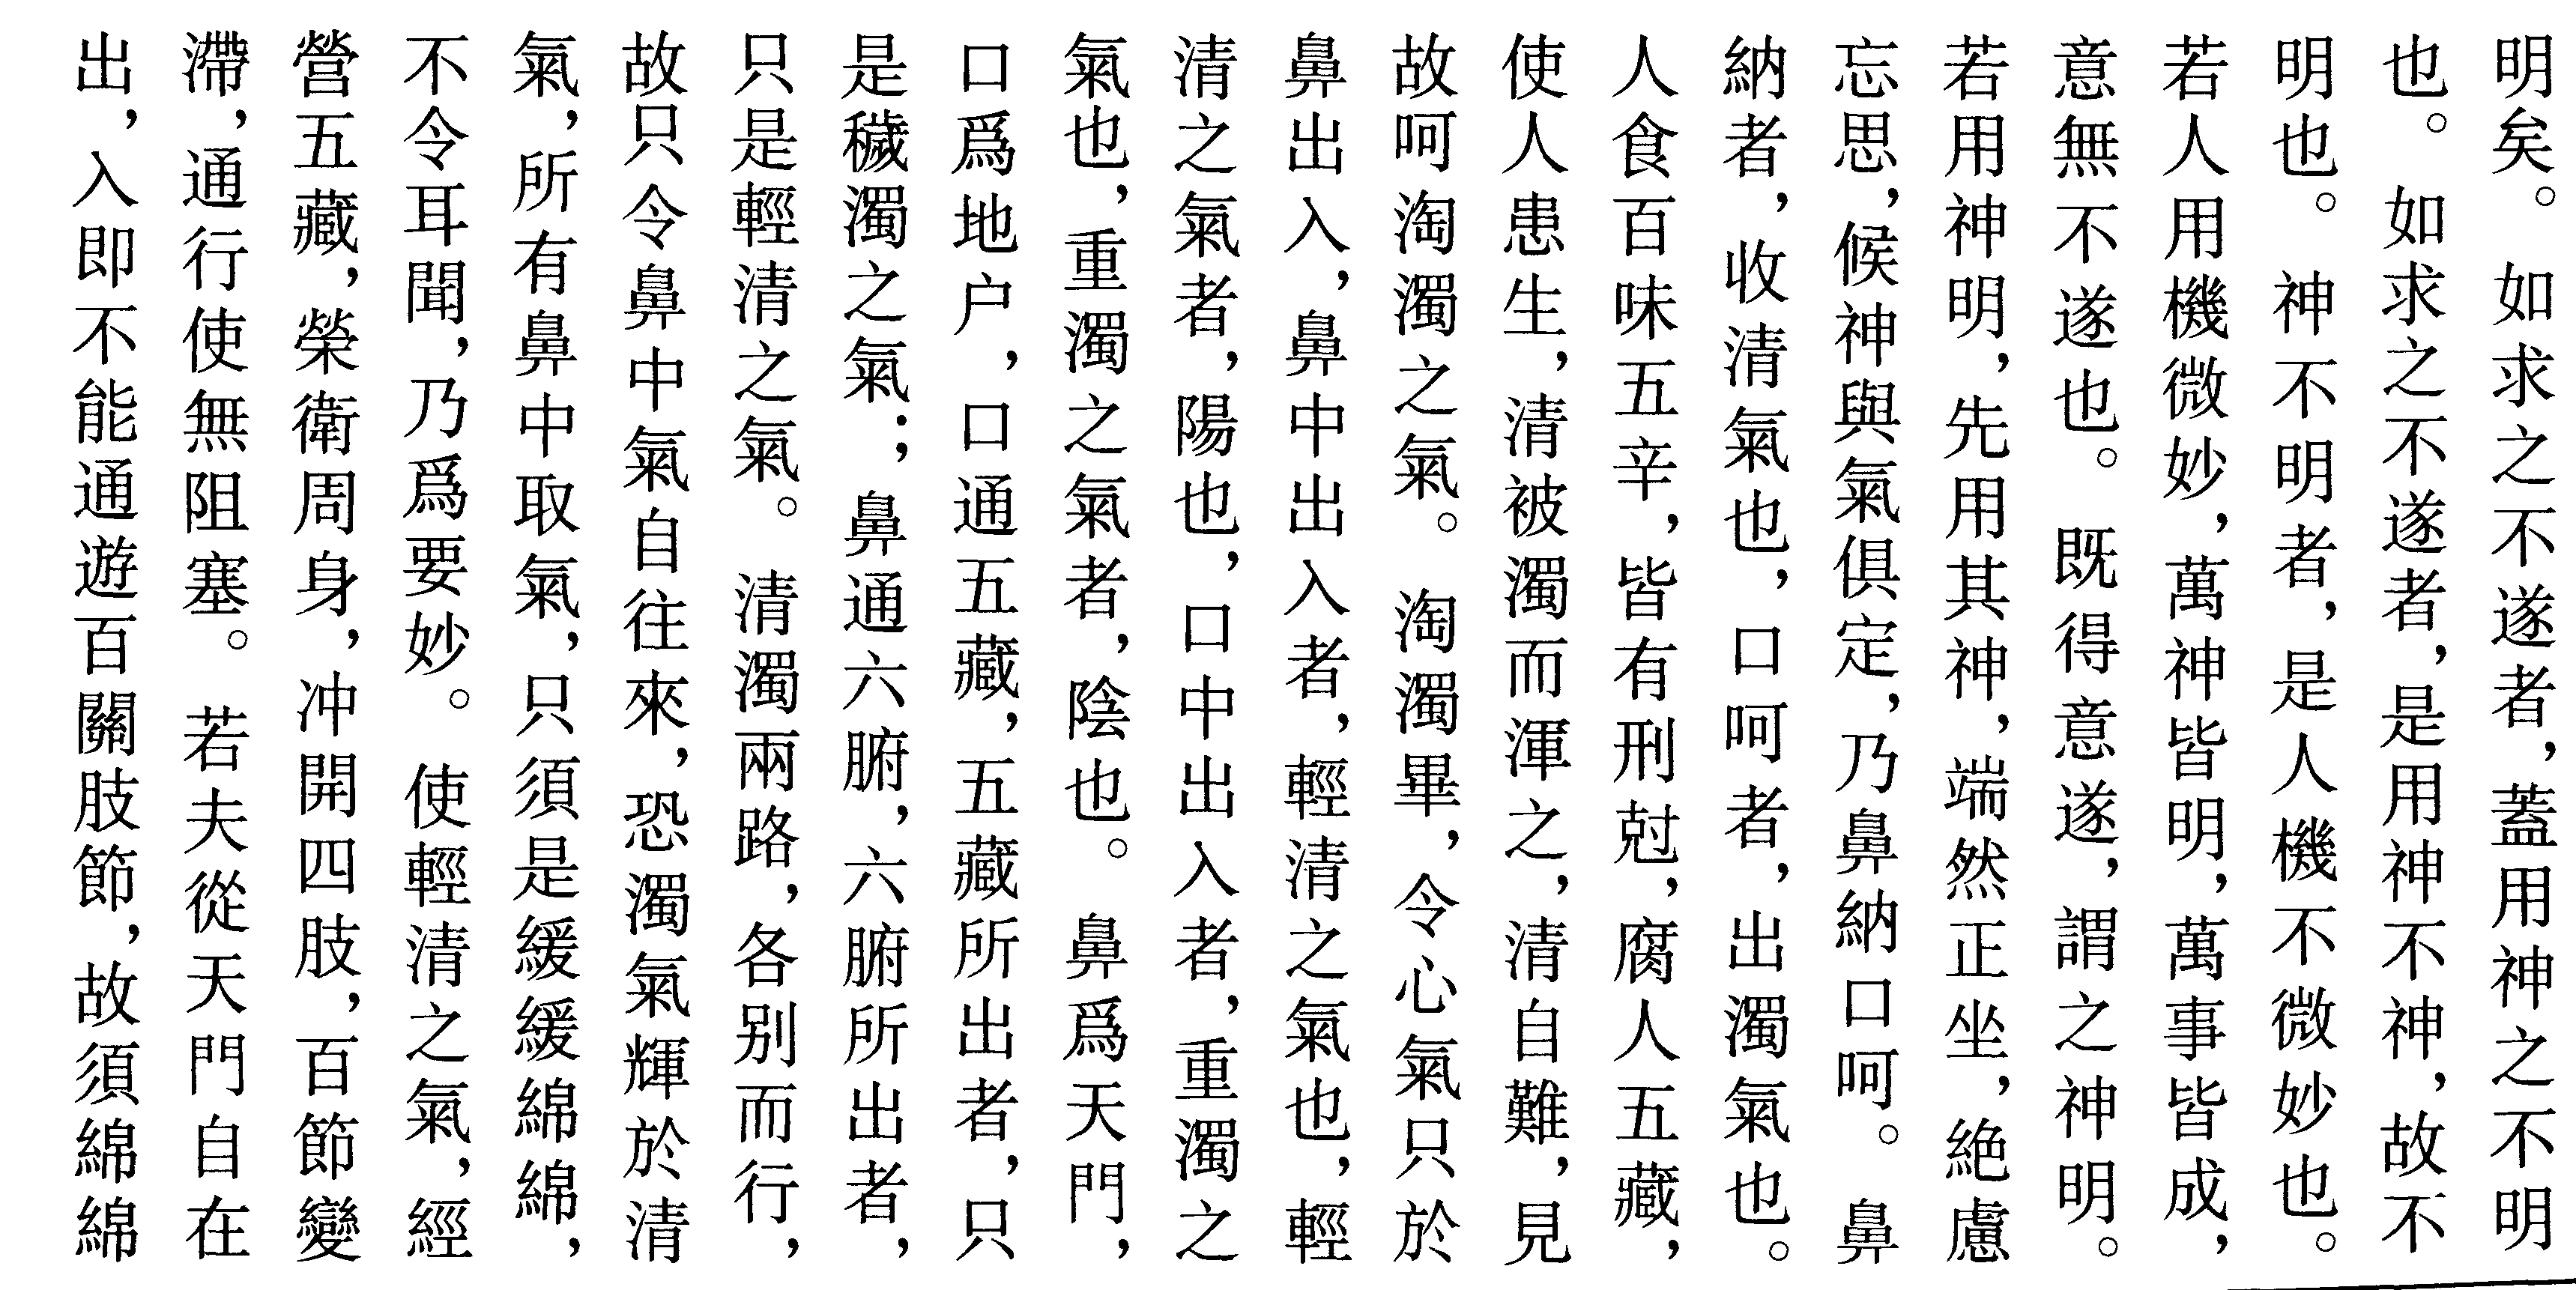 明矣。如求之不遂者，蓋用神之不明
也。如求之不遂者，是用神不神，故不
明也。神不明者，是人機不微妙也。
若人用機微妙，萬神皆明，萬事皆成，
意無不遂也。既得意遂，謂之神明。
若用神明，先用其神，端然正坐，絶慮
忘思，候神與氣俱定，乃鼻納口呵。鼻
納者，收清氣也，口呵者，出濁氣也。
人食百味五辛，皆有刑尅，腐人五藏，
使人患生，清被濁而渾之，清自難，見
故呵淘濁之氣。淘濁畢，令心氣只於
鼻出入，鼻中出入者，輕清之氣也，輕
清之氣者，陽也，口中出入者，重濁之
氣也，重濁之氣者，陰也。鼻爲天門，
口爲地户，口通五藏，五藏所出者，只
是穢濁之氣；鼻通六腑，六腑所出者，
只是輕清之氣。清濁兩路，各别而行，
故只令鼻中氣自往來，恐濁氣輝於清
氣，所有鼻中取氣，只須是緩緩綿綿，
不令耳聞，乃爲要妙。使輕清之氣，經
營五藏，榮衛周身，冲開四肢，百節變
滯，通行使無阻塞。若夫從天門自在
出，入即不能通遊百關肢節，故須綿綿